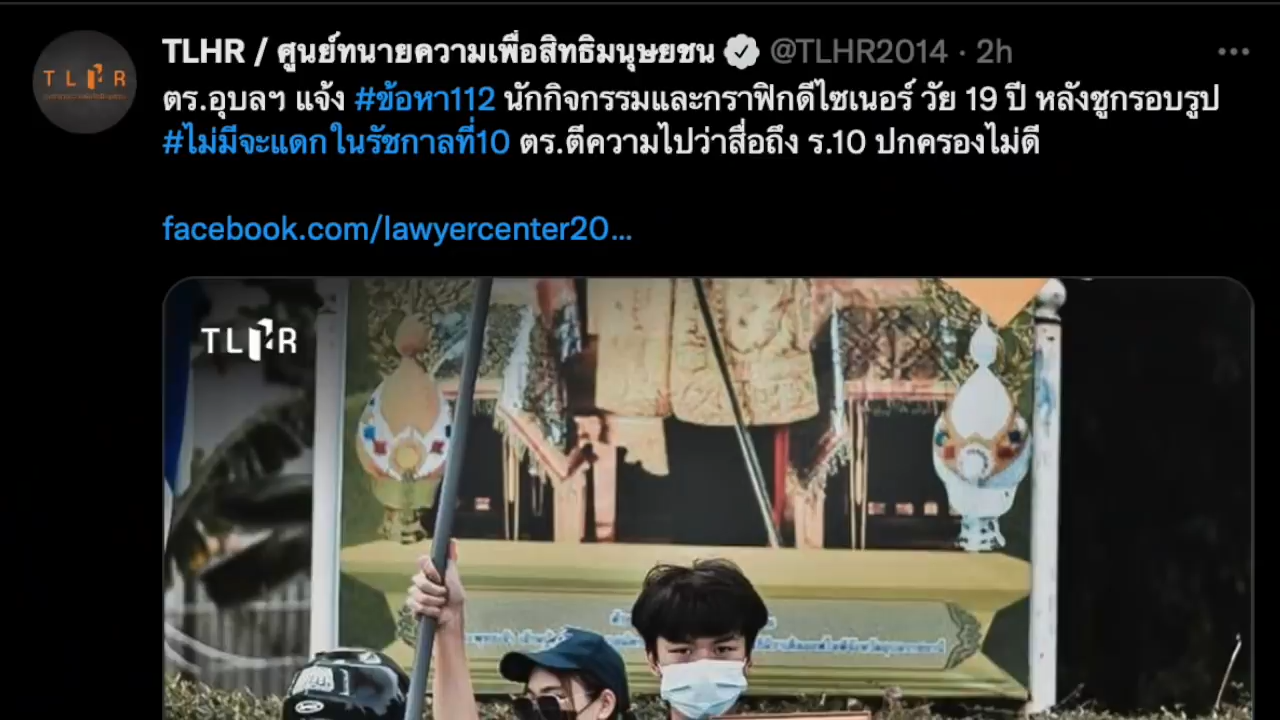 TLHR
TLHR / ศูนย์ทนายความเพื่อสิทธิมนุษยชน @TLHR2014 · 2h
ตร.อุบลฯ แจ้ง #ข้อหา112 นักกิจกรรมและกราฟิกดีไซเนอร์ วัย 19 ปี หลังชูกรอบรูป
#ไม่มีจะแดกในรัชกาลที่10 ตร.ตีความไปว่าสื่อถึง ร.10 ปกครองไม่ดี
facebook.com/lawyercenter20...
TLHR